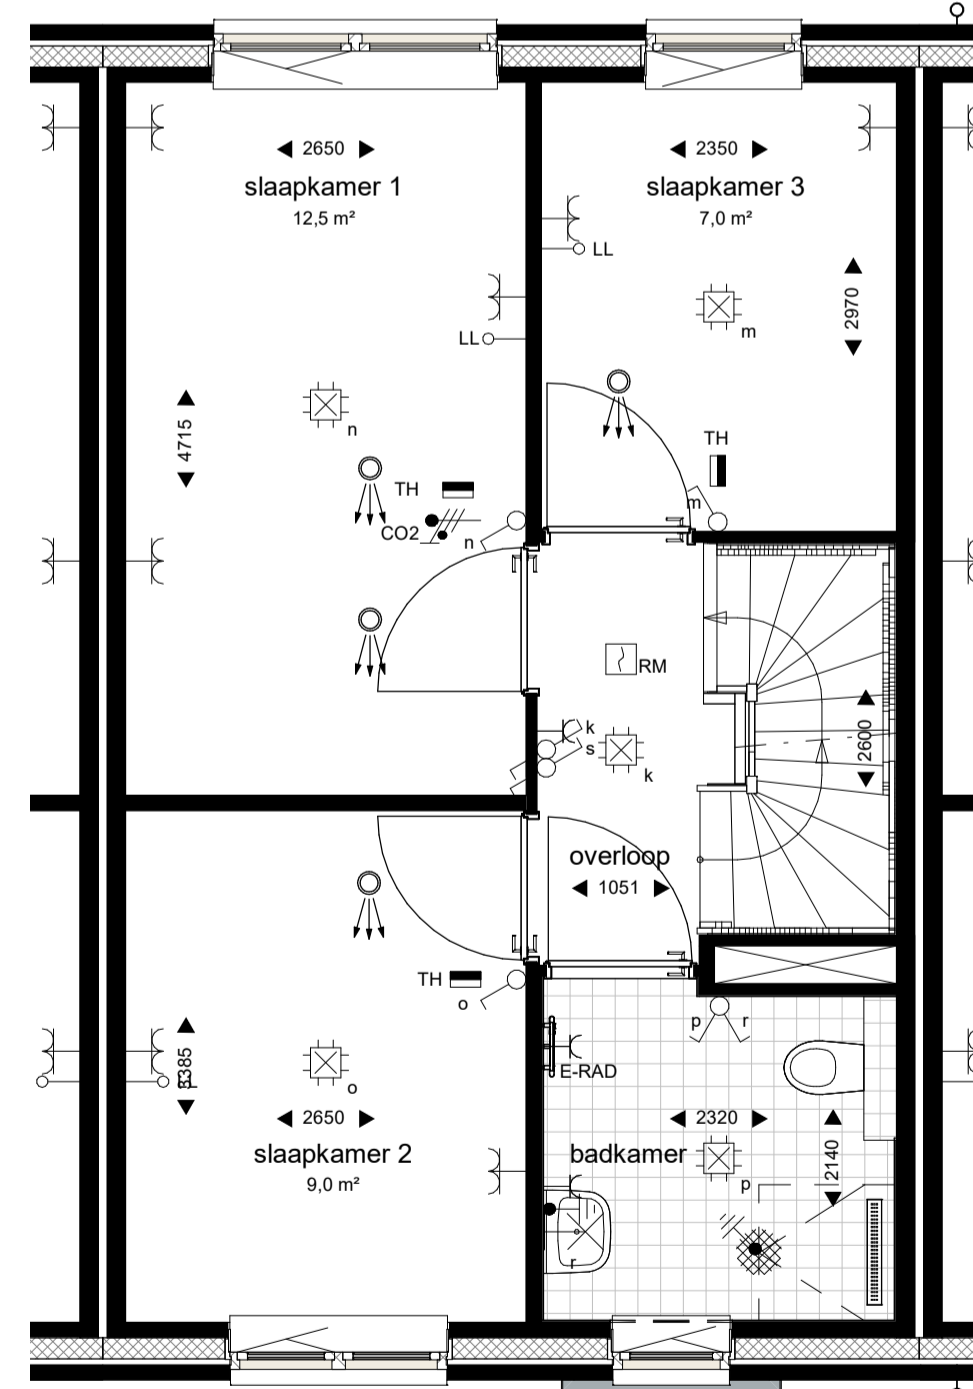 2650
slaapkamer 1
12,5 m²
2350
slaapkamer 3
7,0 m²
LL
2970
LL
m
n
4715
TH
TH
m
CO2
n
RM
k
s
k
2600
overloop
1051
TH
o
p
r
3385
E-RAD
o
2650
slaapkamer 2
9,0 m²
2320
badkamer
2140
p
r